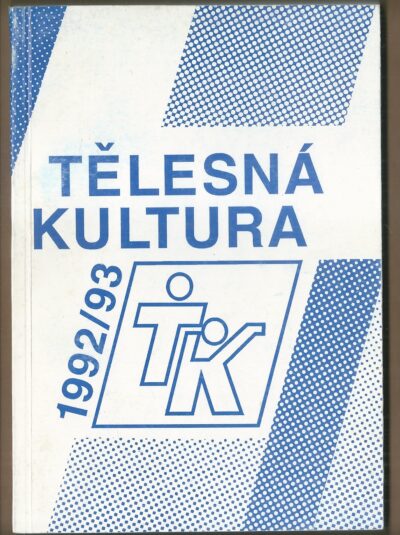 TĚLESNÁ
KULTURA
1992/93
TK